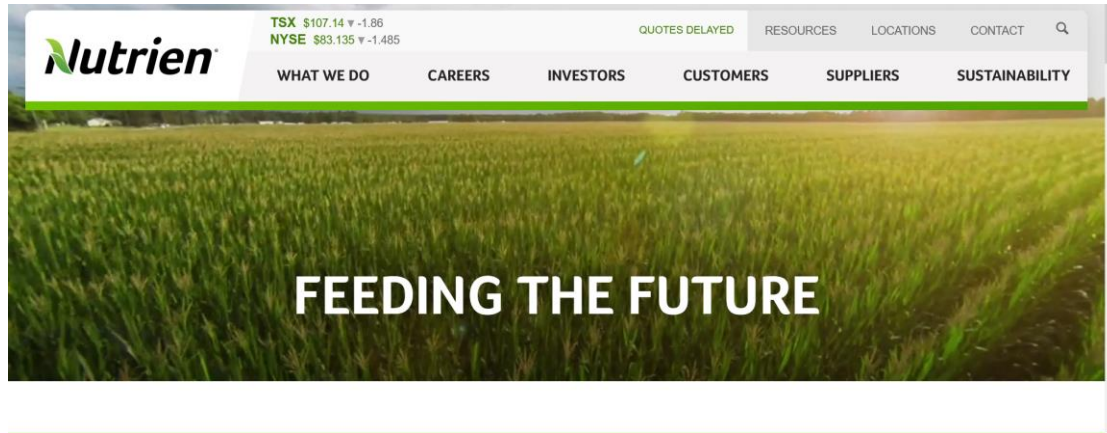 Nutrien
TSX $107.14 ▼ -1.86
NYSE $83.135 ▼ -1.485
QUOTES DELAYED RESOURCES LOCATIONS CONTACT
WHAT WE DO CAREERS INVESTORS CUSTOMERS SUPPLIERS SUSTAINABILITY
FEEDING THE FUTURE